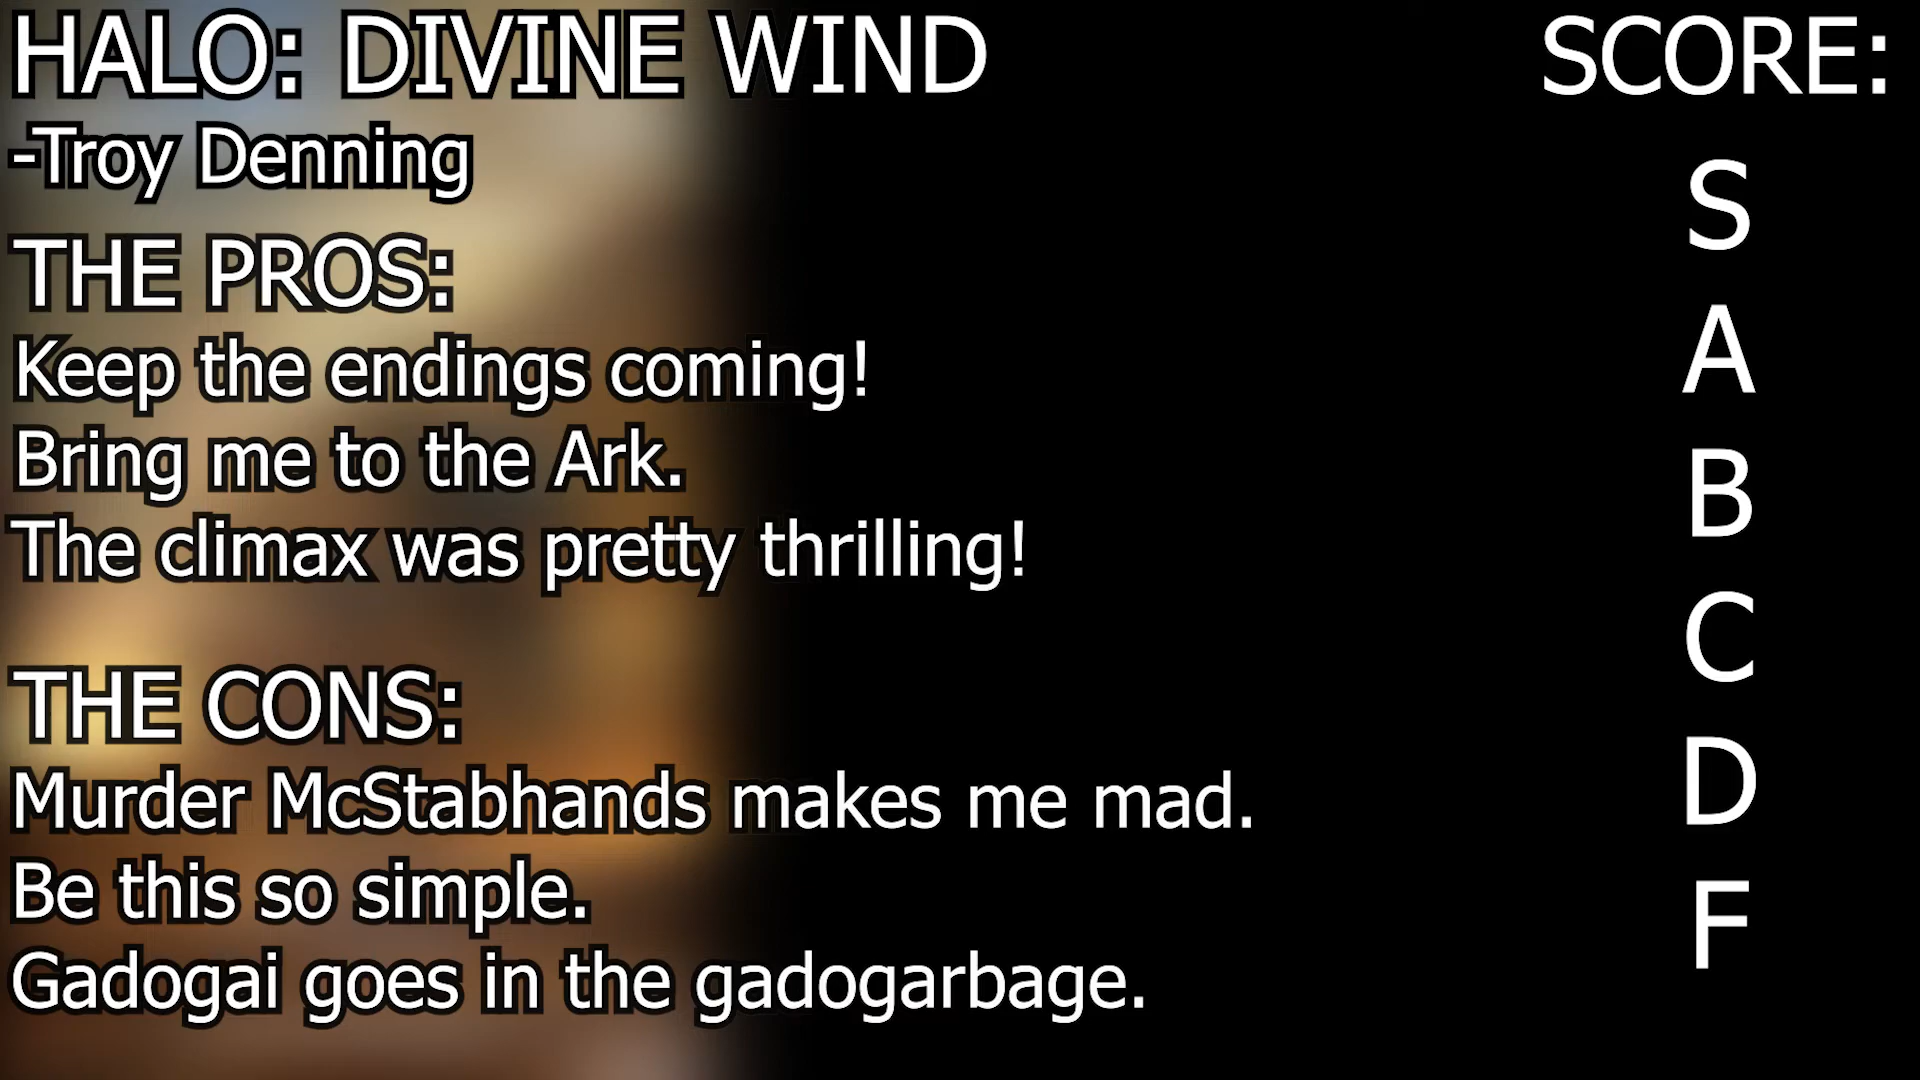 HALO: DIVINE WIND
-Troy Denning
THE PROS:
Keep the endings coming!
Bring me to the Ark.
The climax was pretty thrilling!
THE CONS:
Murder McStabhands makes me mad.
Be this so simple.
Gadogai goes in the gadogarbage.
SCORE:
S
A
B
C
D
F